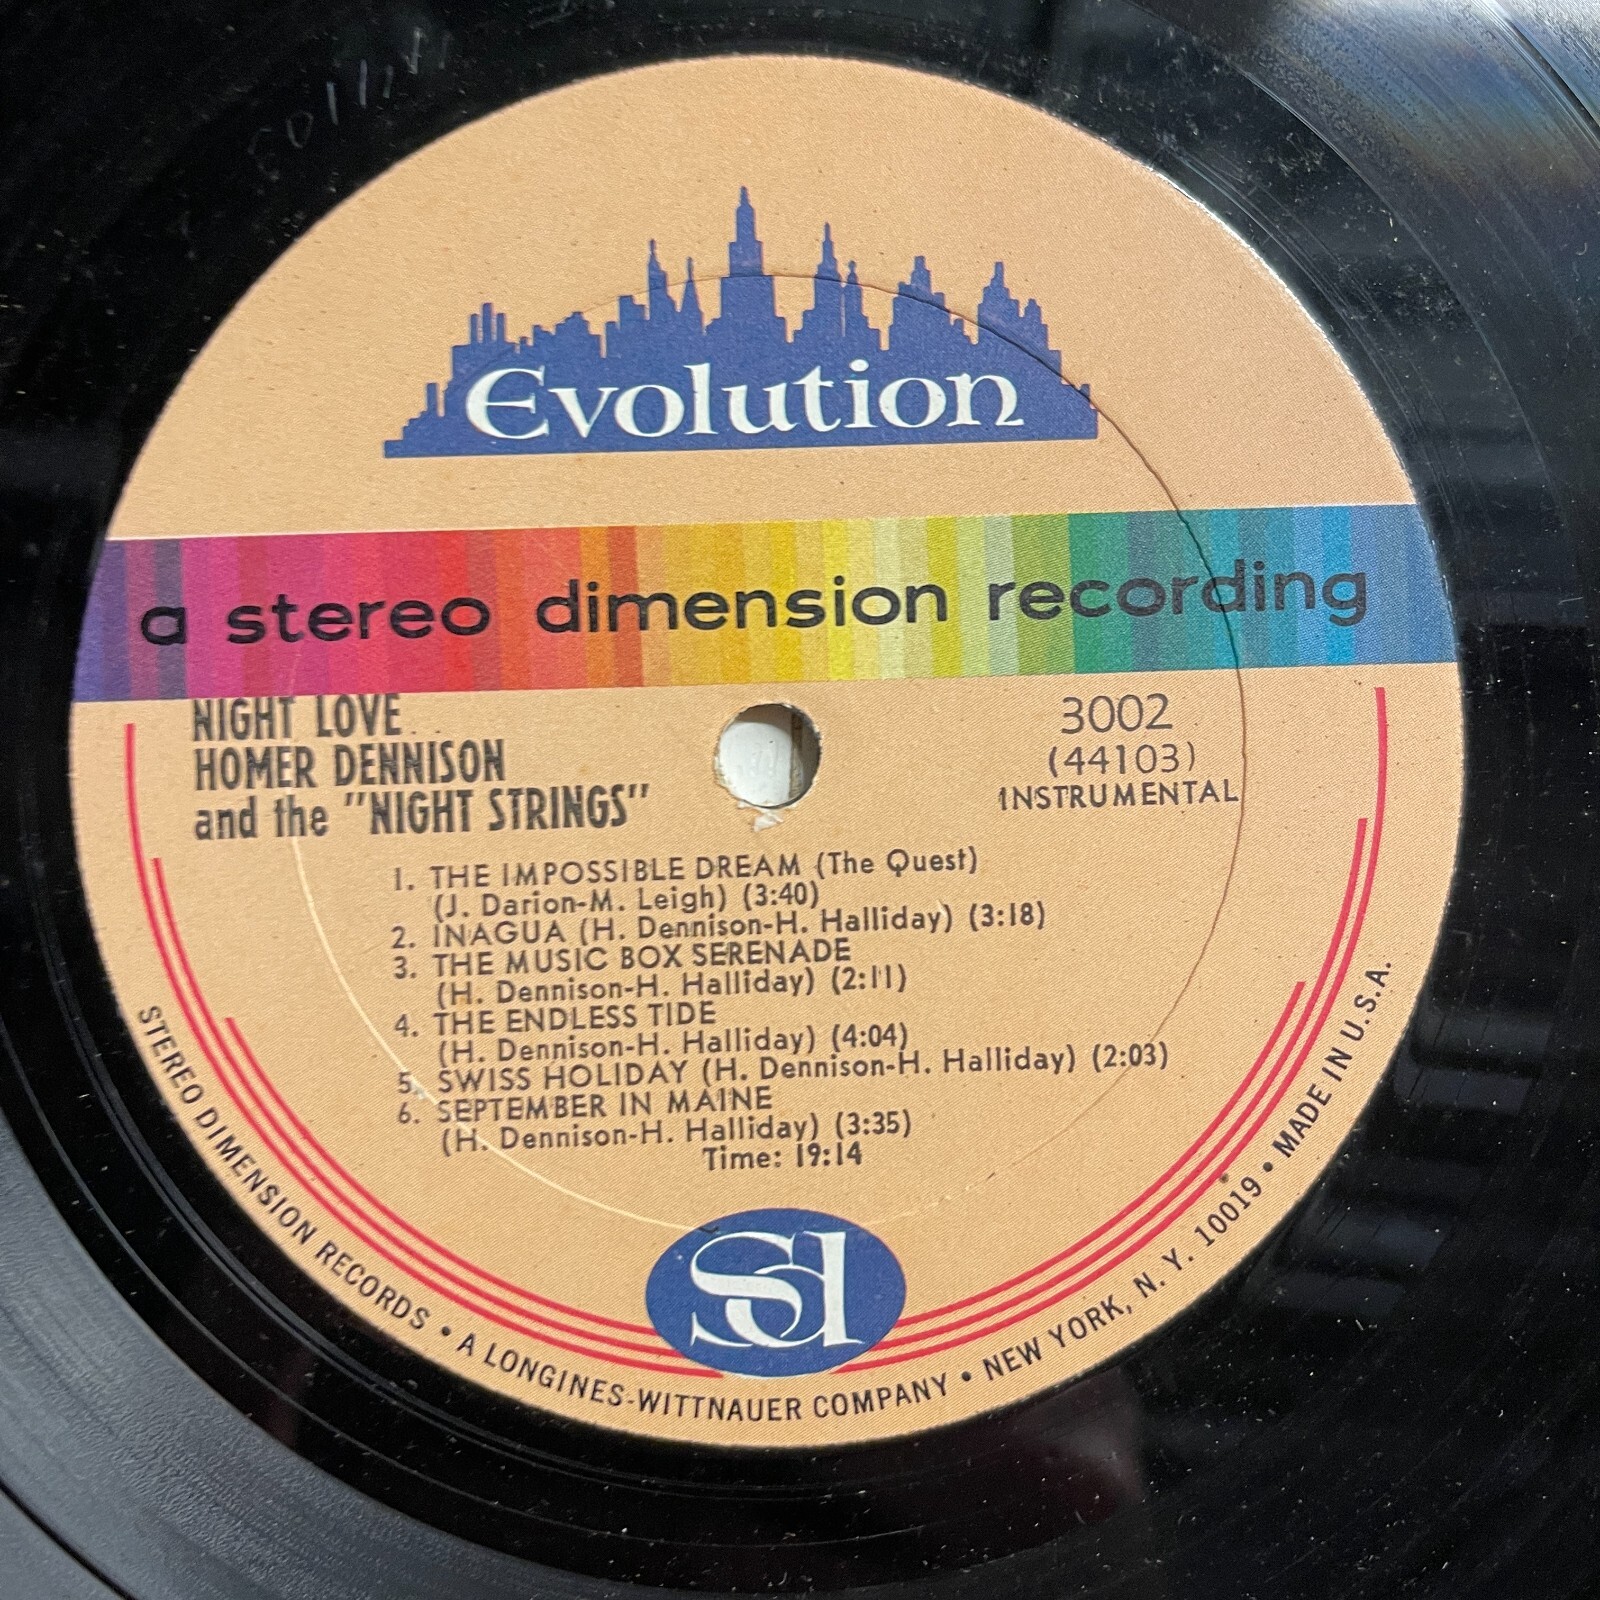 Evolution
a stereo dimension recording
NIGHT LOVE
HOMER DENNISON
and the "NIGHT STRINGS"
3002
(44103)
INSTRUMENTAL
1. THE IMPOSSIBLE DREAM (The Quest)
(J. Darion-M. Leigh) (3:40)
2. INAGUA (H. Dennison-H. Halliday) (3:18)
3. THE MUSIC BOX SERENADE
(H. Dennison-H. Halliday) (2:11)
4. THE ENDLESS TIDE
(H. Dennison-H. Halliday) (4:04)
5. SWISS HOLIDAY (H. Dennison-H. Halliday) (2:03)
6. SEPTEMBER IN MAINE
(H. Dennison-H. Halliday) (3:35)
Time: 19:14
Sd
STEREO DIMENSION RECORDS • A LONGINES-WITTNAUER COMPANY • NEW YORK, N. Y. 10019 • MADE IN U.S.A.